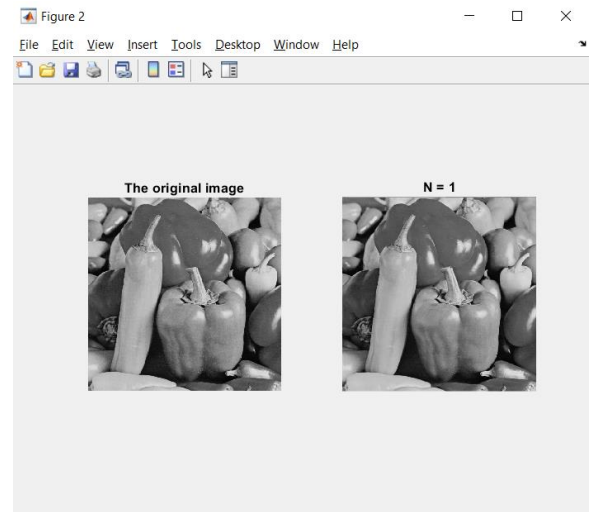 Figure 2
File Edit View Insert Tools Desktop Window Help
The original image
N = 1